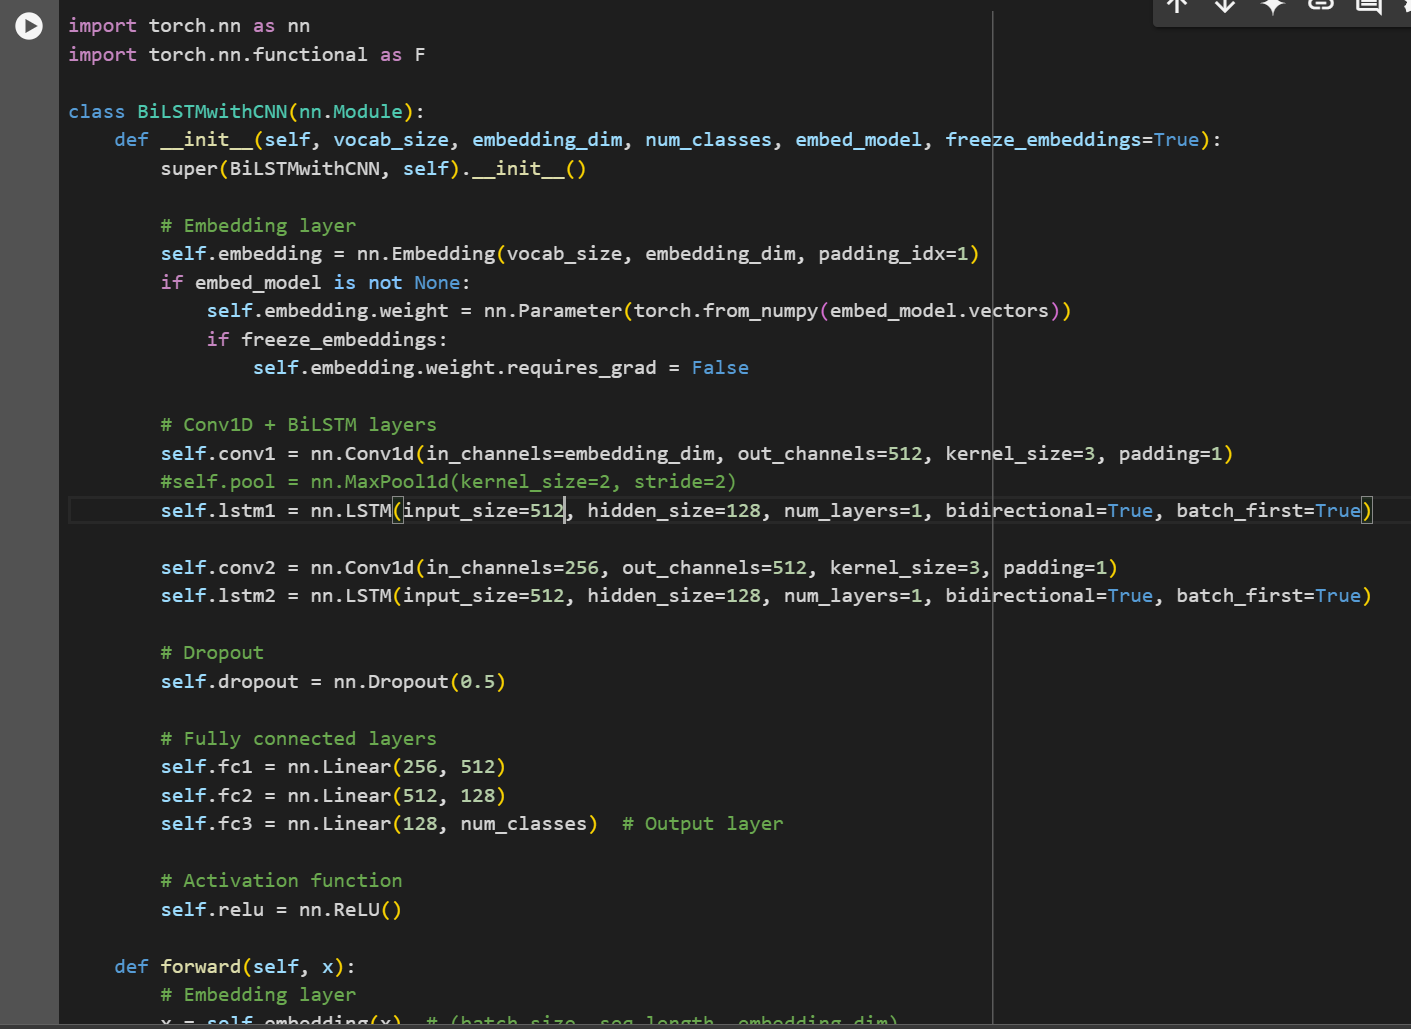 import torch.nn as nn
import torch.nn.functional as F
class BiLSTMwithCNN(nn.Module):
def __init__(self, vocab_size, embedding_dim, num_classes, embed_model, freeze_embeddings=True):
super(BiLSTMwithCNN, self).__init__()
# Embedding layer
self.embedding = nn.Embedding(vocab_size, embedding_dim, padding_idx=1)
if embed_model is not None:
self.embedding.weight = nn.Parameter(torch.from_numpy(embed_model.vectors))
if freeze_embeddings:
self.embedding.weight.requires_grad = False
# Conv1D + BiLSTM layers
self.conv1 = nn.Conv1d(in_channels=embedding_dim, out_channels=512, kernel_size=3, padding=1)
#self.pool = nn.MaxPool1d(kernel_size=2, stride=2)
self.lstm1 = nn.LSTM(input_size=512, hidden_size=128, num_layers=1, bidirectional=True, batch_first=True)
self.conv2 = nn.Conv1d(in_channels=256, out_channels=512, kernel_size=3, padding=1)
self.lstm2 = nn.LSTM(input_size=512, hidden_size=128, num_layers=1, bidirectional=True, batch_first=True)
# Dropout
self.dropout = nn.Dropout(0.5)
# Fully connected layers
self.fc1 = nn.Linear(256, 512)
self.fc2 = nn.Linear(512, 128)
self.fc3 = nn.Linear(128, num_classes)  # Output layer
# Activation function
self.relu = nn.ReLU()
def forward(self, x):
# Embedding layer
x = self.embedding(x)  # (batch_size, seq_length, embedding_dim)